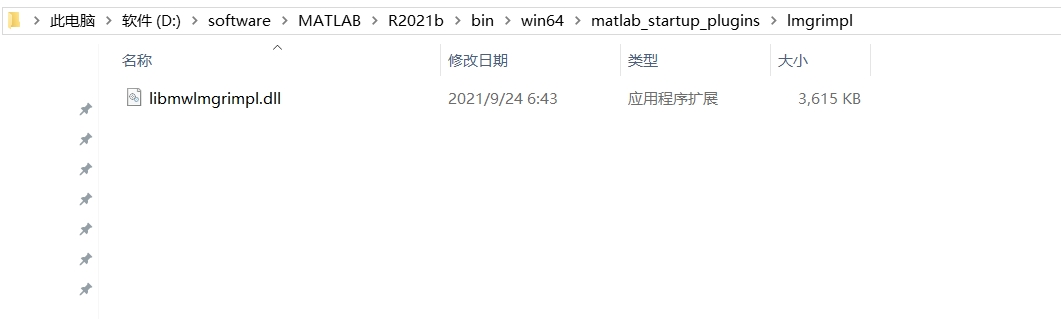 此电脑 > 软件 (D:) > software > MATLAB > R2021b > bin > win64 > matlab_startup_plugins > lmgrimpl
名称 修改日期 类型 大小
libmwlmgrimpl.dll 2021/9/24 6:43 应用程序扩展 3,615 KB